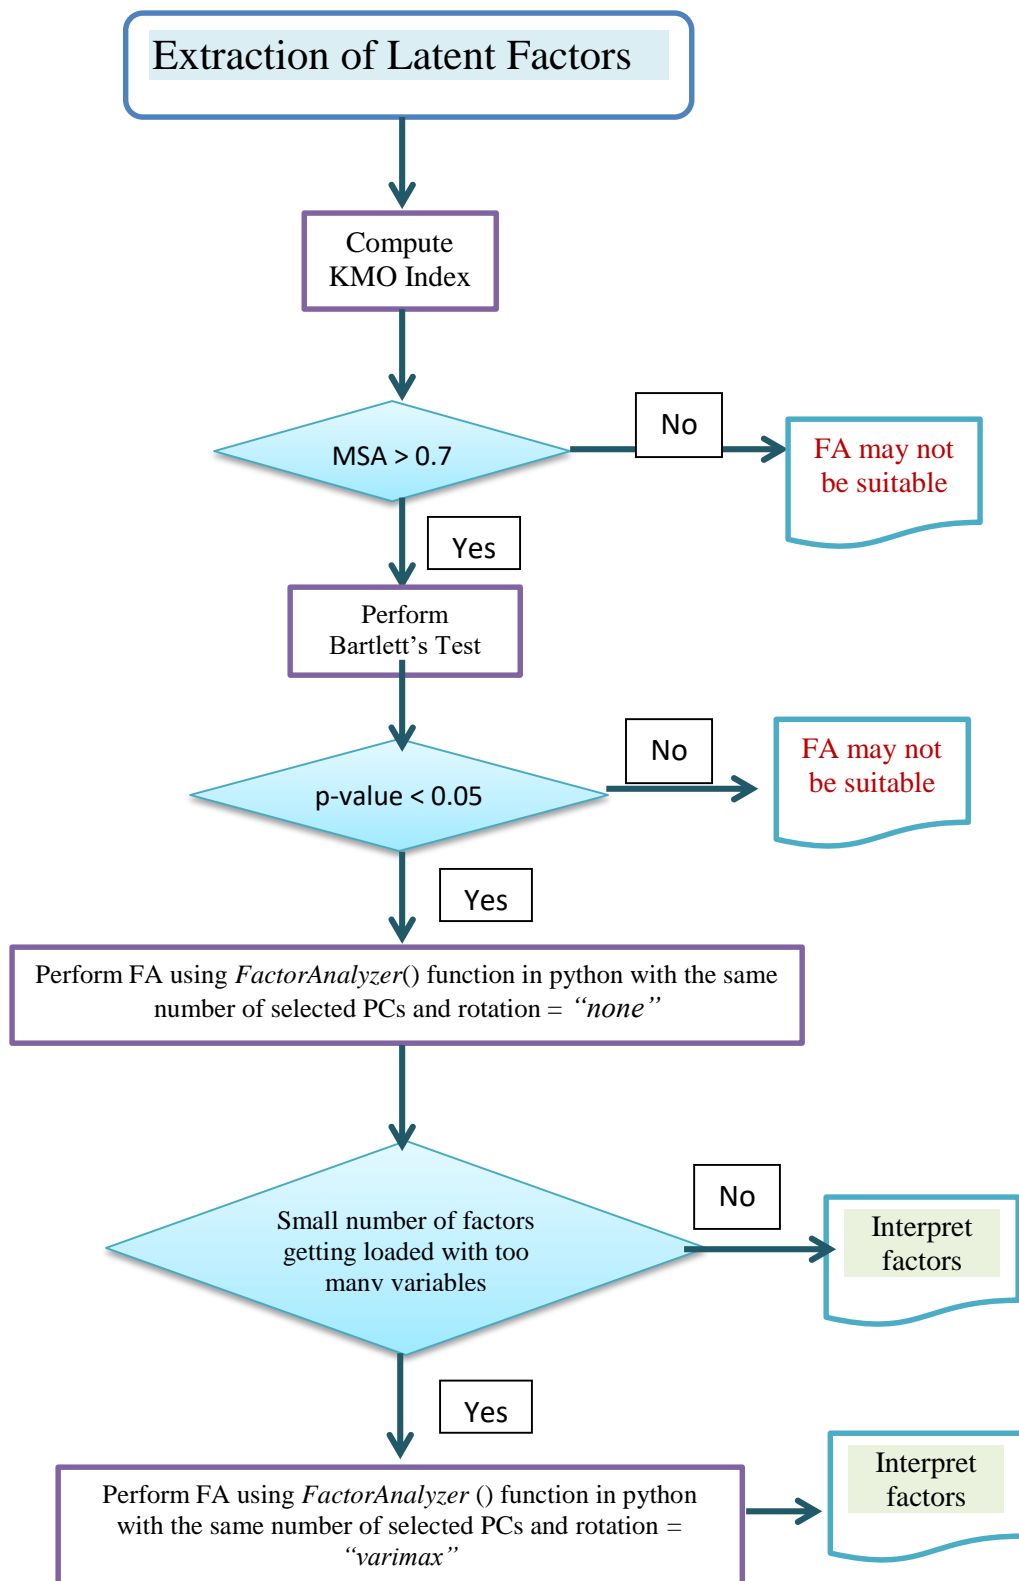 Extraction of Latent Factors
Compute
KMO Index
MSA > 0.7
No
FA may not
be suitable
Yes
Perform
Bartlett’s Test
p-value < 0.05
No
FA may not
be suitable
Yes
Perform FA using FactorAnalyzer() function in python with the same
number of selected PCs and rotation = “none”
Small number of factors
getting loaded with too
many variables
No
Interpret
factors
Yes
Perform FA using FactorAnalyzer () function in python
with the same number of selected PCs and rotation =
“varimax”
Interpret
factors